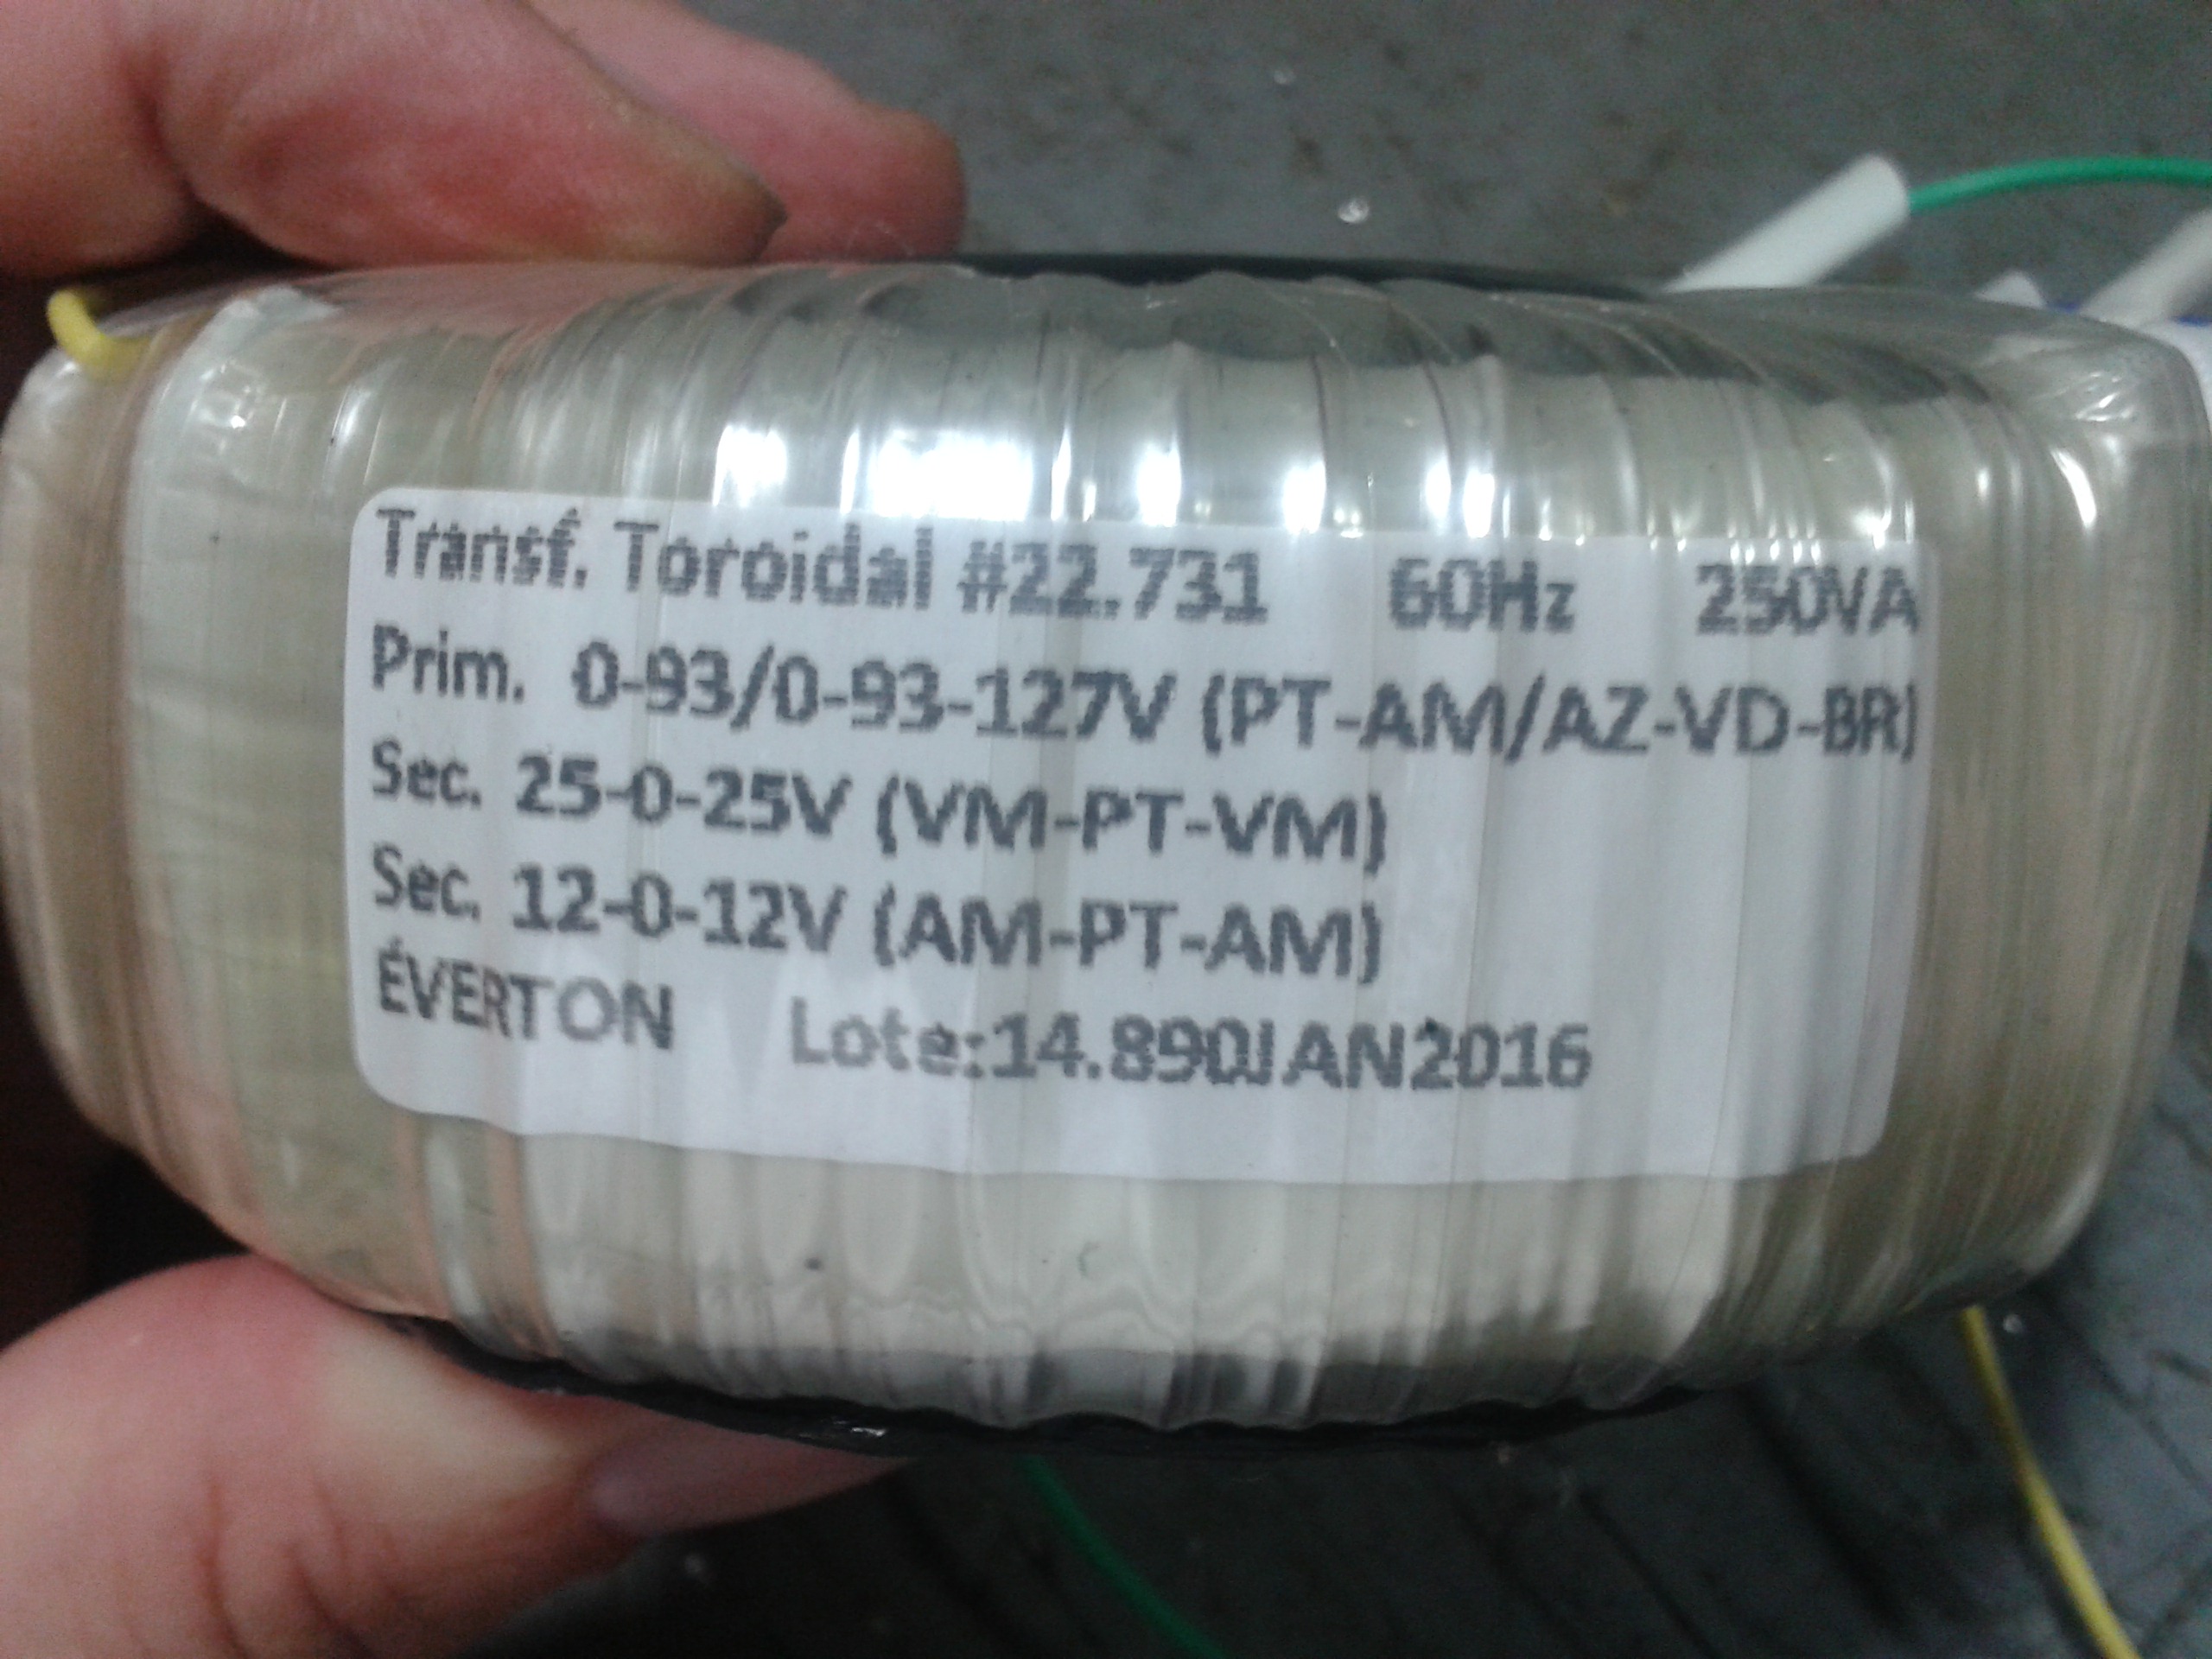 Transf. Toroidal #22.731 60Hz 250VA
Prim. 0-93/0-93-127V (PT-AM/AZ-VD-BR)
Sec. 25-0-25V (VM-PT-VM)
Sec. 12-0-12V (AM-PT-AM)
ÉVERTON Lote:14.890JAN2016